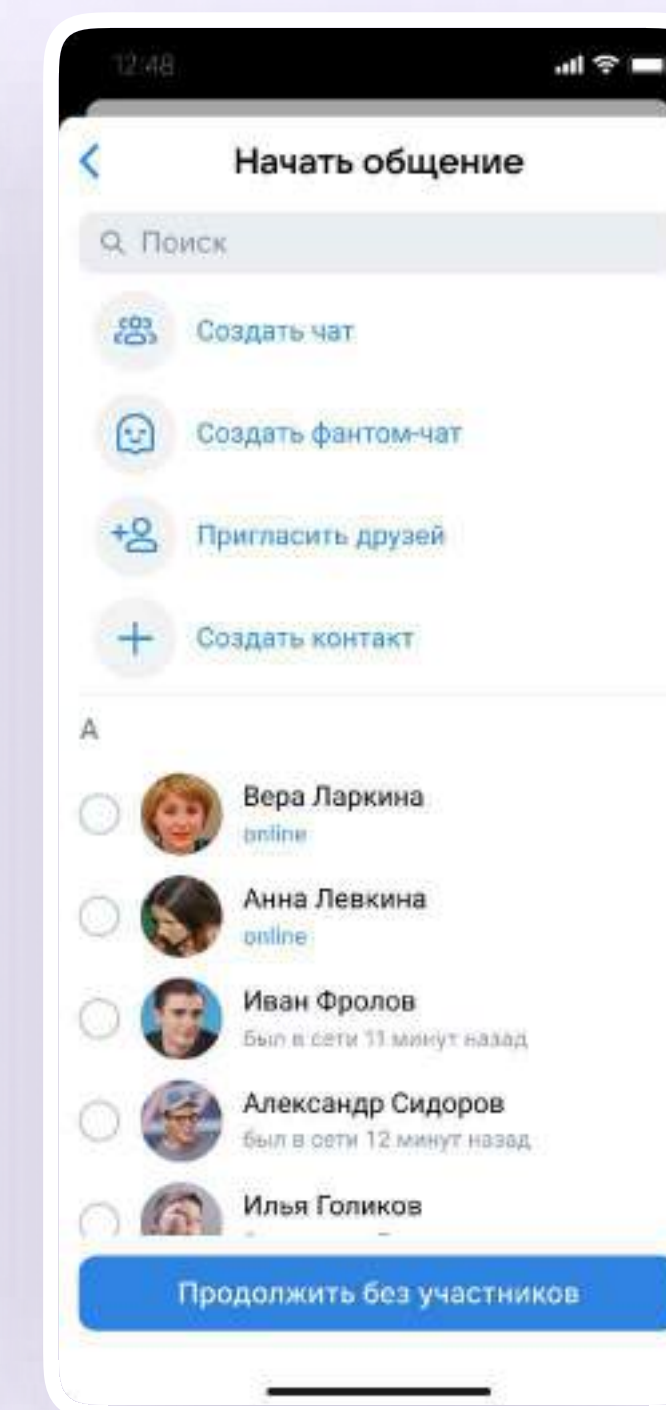 12:48
Начать общение
Поиск
Создать чат
Создать фантом-чат
Пригласить друзей
Создать контакт
А
Вера Ларкина
online
Анна Левкина
online
Иван Фролов
был в сети 11 минут назад
Александр Сидоров
был в сети 12 минут назад
Илья Голиков
Продолжить без участников